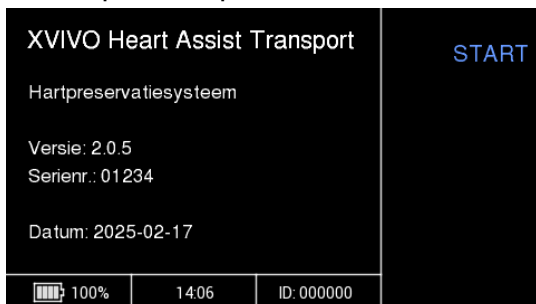 XVIVO Heart Assist Transport
START
Hartpreservatiesysteem
Versie: 2.0.5
Serienr.: 01234
Datum: 2025-02-17
100%
14:06
ID: 000000